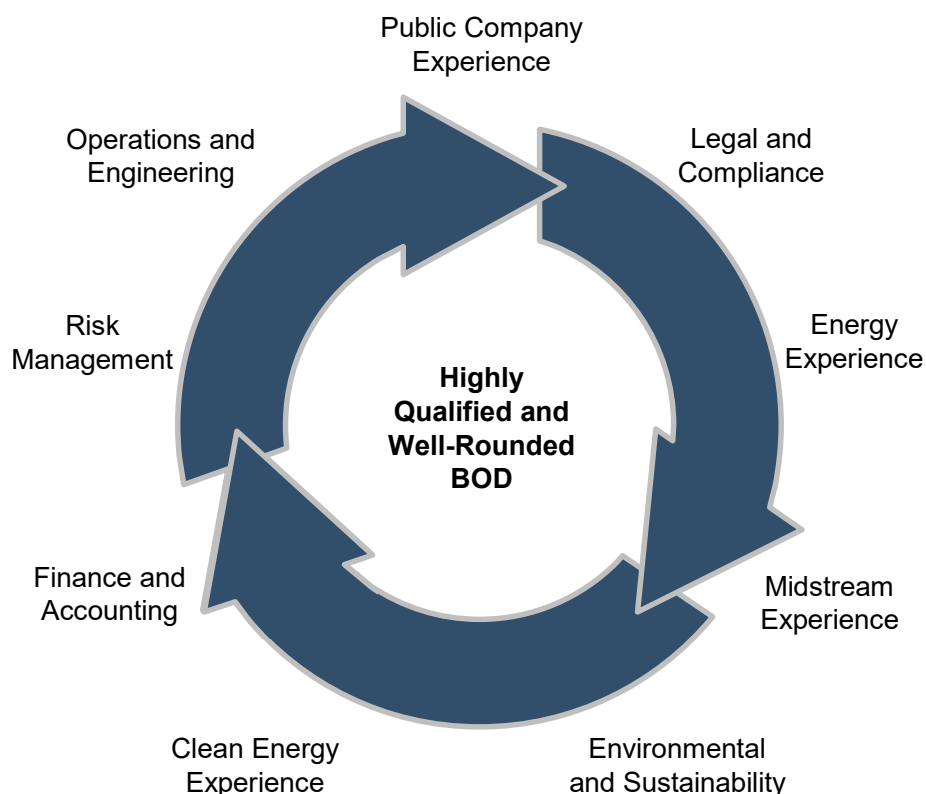 Public Company
Experience
Legal and
Compliance
Energy
Experience
Midstream
Experience
Environmental
and Sustainability
Clean Energy
Experience
Finance and
Accounting
Risk
Management
Operations and
Engineering
Highly
Qualified and
Well-Rounded
BOD